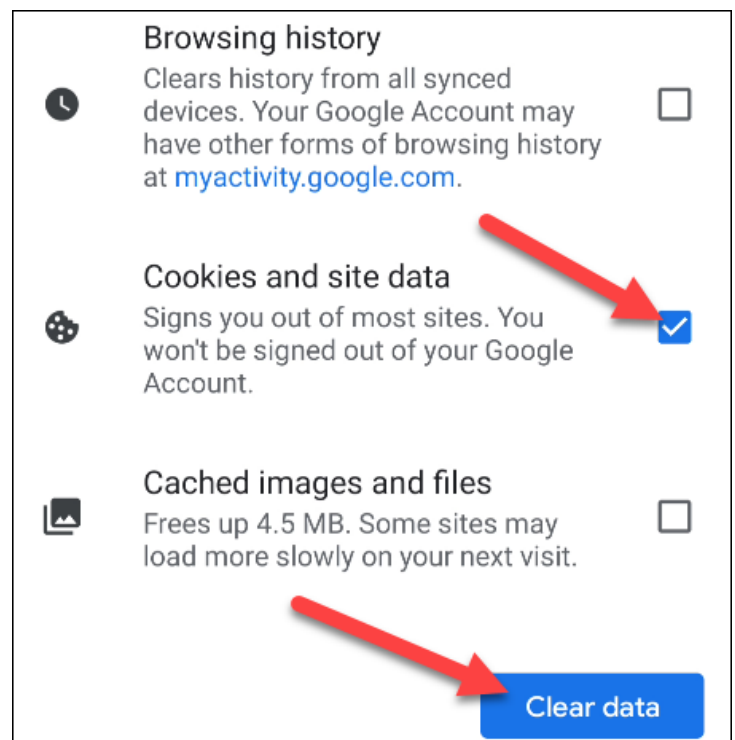 Browsing history
Clears history from all synced
devices. Your Google Account may
have other forms of browsing history
at myactivity.google.com.
Cookies and site data
Signs you out of most sites. You
won't be signed out of your Google
Account.
Cached images and files
Frees up 4.5 MB. Some sites may
load more slowly on your next visit.
Clear data